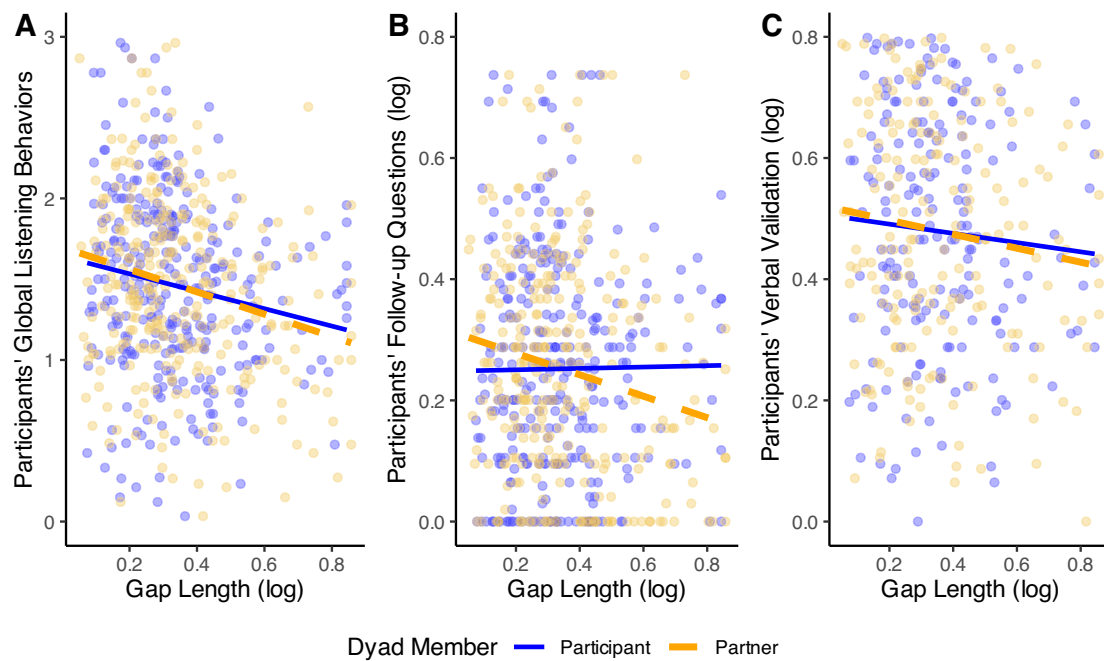 A
B
C
Participants' Global Listening Behaviors
3
2
1
0
0.2 0.4 0.6 0.8
Gap Length (log)
Participants' Follow-up Questions (log)
0.8
0.6
0.4
0.2
0.0
0.2 0.4 0.6 0.8
Gap Length (log)
Participants' Verbal Validation (log)
0.8
0.6
0.4
0.2
0.0
0.2 0.4 0.6 0.8
Gap Length (log)
Dyad Member Participant Partner